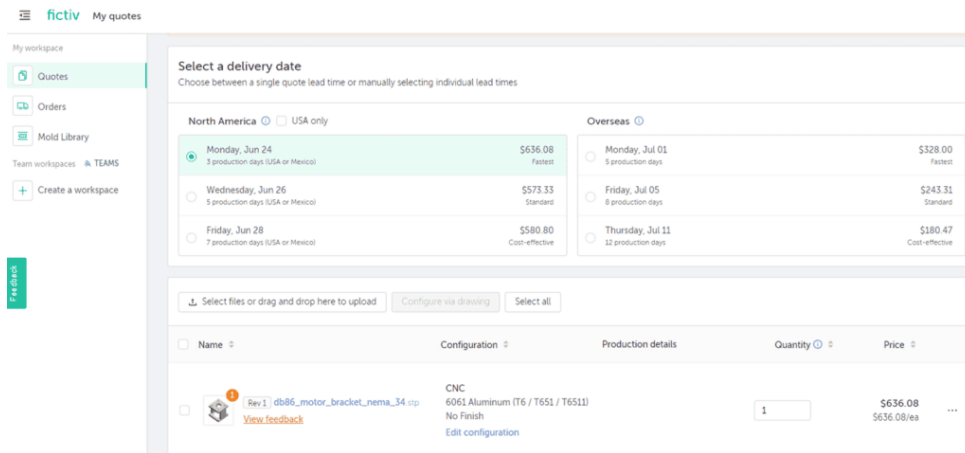 fictiv My quotes
My workspace
Quotes
Orders
Mold Library
Team workspaces TEAMS
Create a workspace
Feedback
Select a delivery date
Choose between a single quote lead time or manually selecting individual lead times
North America USA only
Monday, Jun 24 $636.08
3 production days (USA or Mexico) Fastest
Wednesday, Jun 26 $573.33
5 production days (USA or Mexico) Standard
Friday, Jun 28 $580.80
7 production days (USA or Mexico) Cost-effective
Overseas
Monday, Jul 01 $328.00
5 production days Fastest
Friday, Jul 05 $243.31
8 production days Standard
Thursday, Jul 11 $180.47
12 production days Cost-effective
Select files or drag and drop here to upload Configure via drawing Select all
Name Configuration Production details Quantity Price
1
Rev 1 db86_motor_bracket_nema_34.stp
View feedback
CNC
6061 Aluminum (T6 / T651 / T6511)
No Finish
Edit configuration
1
$636.08
$636.08/ea